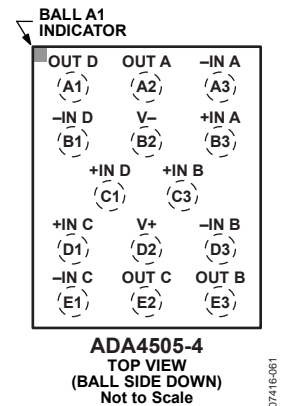 BALL A1
INDICATOR
OUT D OUT A –IN A
A1 A2 A3
–IN D V– +IN A
B1 B2 B3
+IN D +IN B
C1 C3
+IN C V+ –IN B
D1 D2 D3
–IN C OUT C OUT B
E1 E2 E3
ADA4505-4
TOP VIEW
(BALL SIDE DOWN)
Not to Scale
07416-061